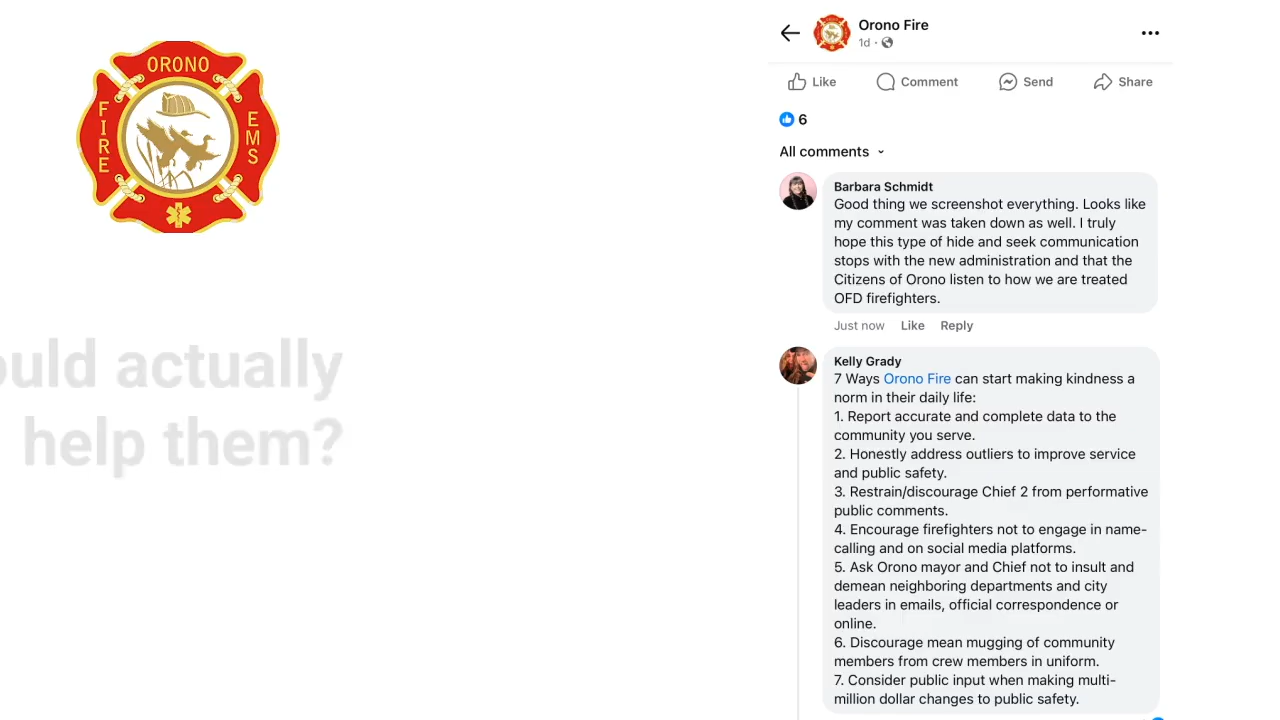 ORONO
FIRE
EMS
ould actually
help them?
Orono Fire
1d ·
Like
Comment
Send
Share
6
All comments
Barbara Schmidt
Good thing we screenshot everything. Looks like
my comment was taken down as well. I truly
hope this type of hide and seek communication
stops with the new administration and that the
Citizens of Orono listen to how we are treated
OFD firefighters.
Just now Like Reply
Kelly Grady
7 Ways Orono Fire can start making kindness a
norm in their daily life:
1. Report accurate and complete data to the
community you serve.
2. Honestly address outliers to improve service
and public safety.
3. Restrain/discourage Chief 2 from performative
public comments.
4. Encourage firefighters not to engage in name-
calling and on social media platforms.
5. Ask Orono mayor and Chief not to insult and
demean neighboring departments and city
leaders in emails, official correspondence or
online.
6. Discourage mean mugging of community
members from crew members in uniform.
7. Consider public input when making multi-
million dollar changes to public safety.